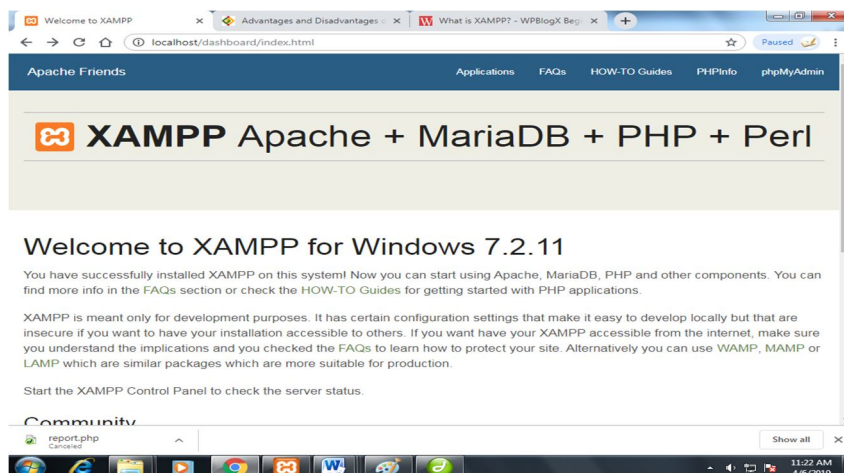 Welcome to XAMPP
Advantages and Disadvantages
What is XAMPP? - WPBlogX Beg
localhost/dashboard/index.html
Paused
Apache Friends
Applications
FAQs
HOW-TO Guides
PHPInfo
phpMyAdmin
XAMPP Apache + MariaDB + PHP + Perl
Welcome to XAMPP for Windows 7.2.11
You have successfully installed XAMPP on this system! Now you can start using Apache, MariaDB, PHP and other components. You can
find more info in the FAQs section or check the HOW-TO Guides for getting started with PHP applications.
XAMPP is meant only for development purposes. It has certain configuration settings that make it easy to develop locally but that are
insecure if you want to have your installation accessible to others. If you want have your XAMPP accessible from the internet, make sure
you understand the implications and you checked the FAQs to learn how to protect your site. Alternatively you can use WAMP, MAMP or
LAMP which are similar packages which are more suitable for production.
Start the XAMPP Control Panel to check the server status.
Community
report.php
Canceled
Show all
11:22 AM
4/6/2019